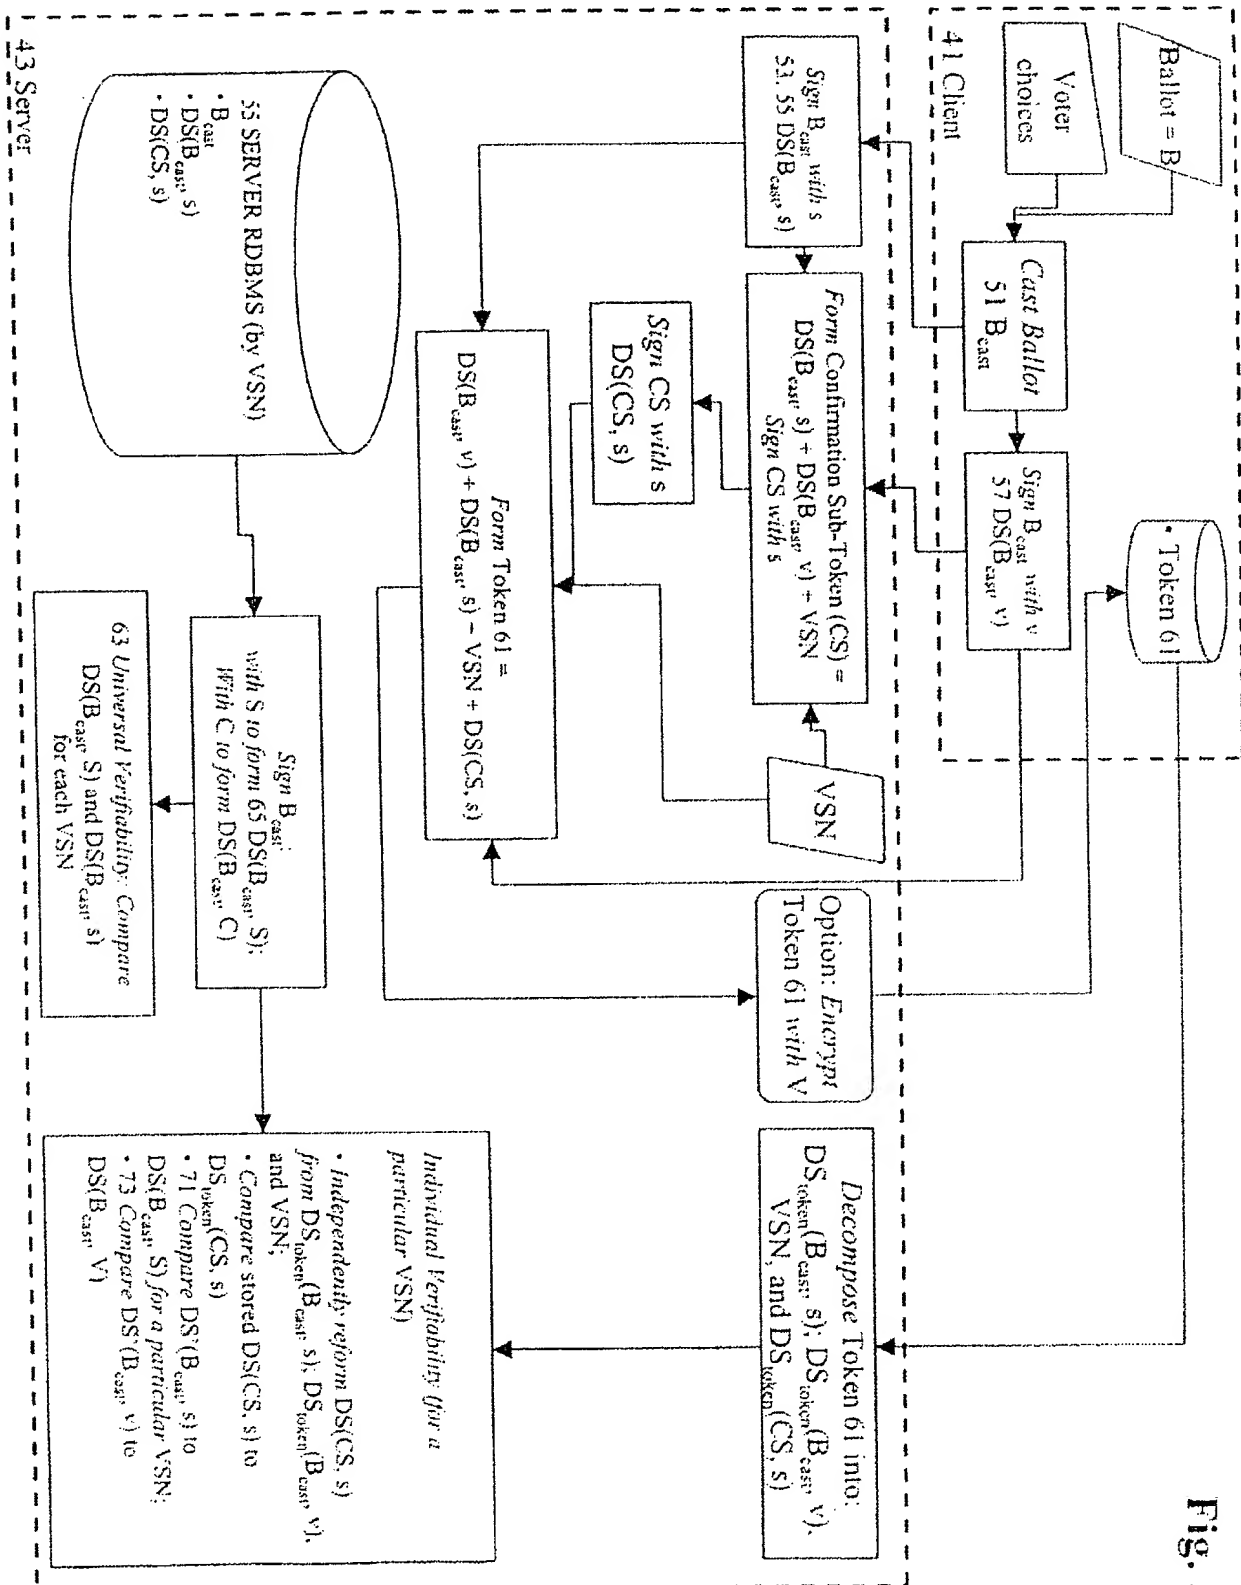 Fig.
41 Client
Ballot = B
Voter
choices
Cast Ballot
51 B_cast
Sign B_cast with v
57 DS(B_cast, v)
• Token 61
43 Server
Sign B_cast with s
53, 55 DS(B_cast, s)
Form Confirmation Sub-Token (CS) =
DS(B_cast, s) + DS(B_cast, v) + VSN
Sign CS with s
VSN
Sign CS with s
DS(CS, s)
Form Token 61 =
DS(B_cast, v) + DS(B_cast, s) + VSN + DS(CS, s)
Option: Encrypt
Token 61 with V
Decompose Token 61 into:
DS_token(B_cast, s); DS_token(B_cast, v),
VSN, and DS_token(CS, s)
55 SERVER RDBMS (by VSN)
• B_cast
• DS(B_cast, s)
• DS(CS, s)
Sign B_cast:
with S to form 65 DS(B_cast, S);
With C to form DS(B_cast, C)
63 Universal Verifiability: Compare
DS(B_cast, S) and DS(B_cast, s)
for each VSN
Individual Verifiability (for a
particular VSN)
• Independently reform DS(CS, s)
from DS_token(B_cast, s); DS_token(B_cast, v),
and VSN;
• Compare stored DS(CS, s) to
DS_token(CS, s)
• 71 Compare DS'(B_cast, s) to
DS(B_cast, S) for a particular VSN;
• 73 Compare DS'(B_cast, v) to
DS(B_cast, V)